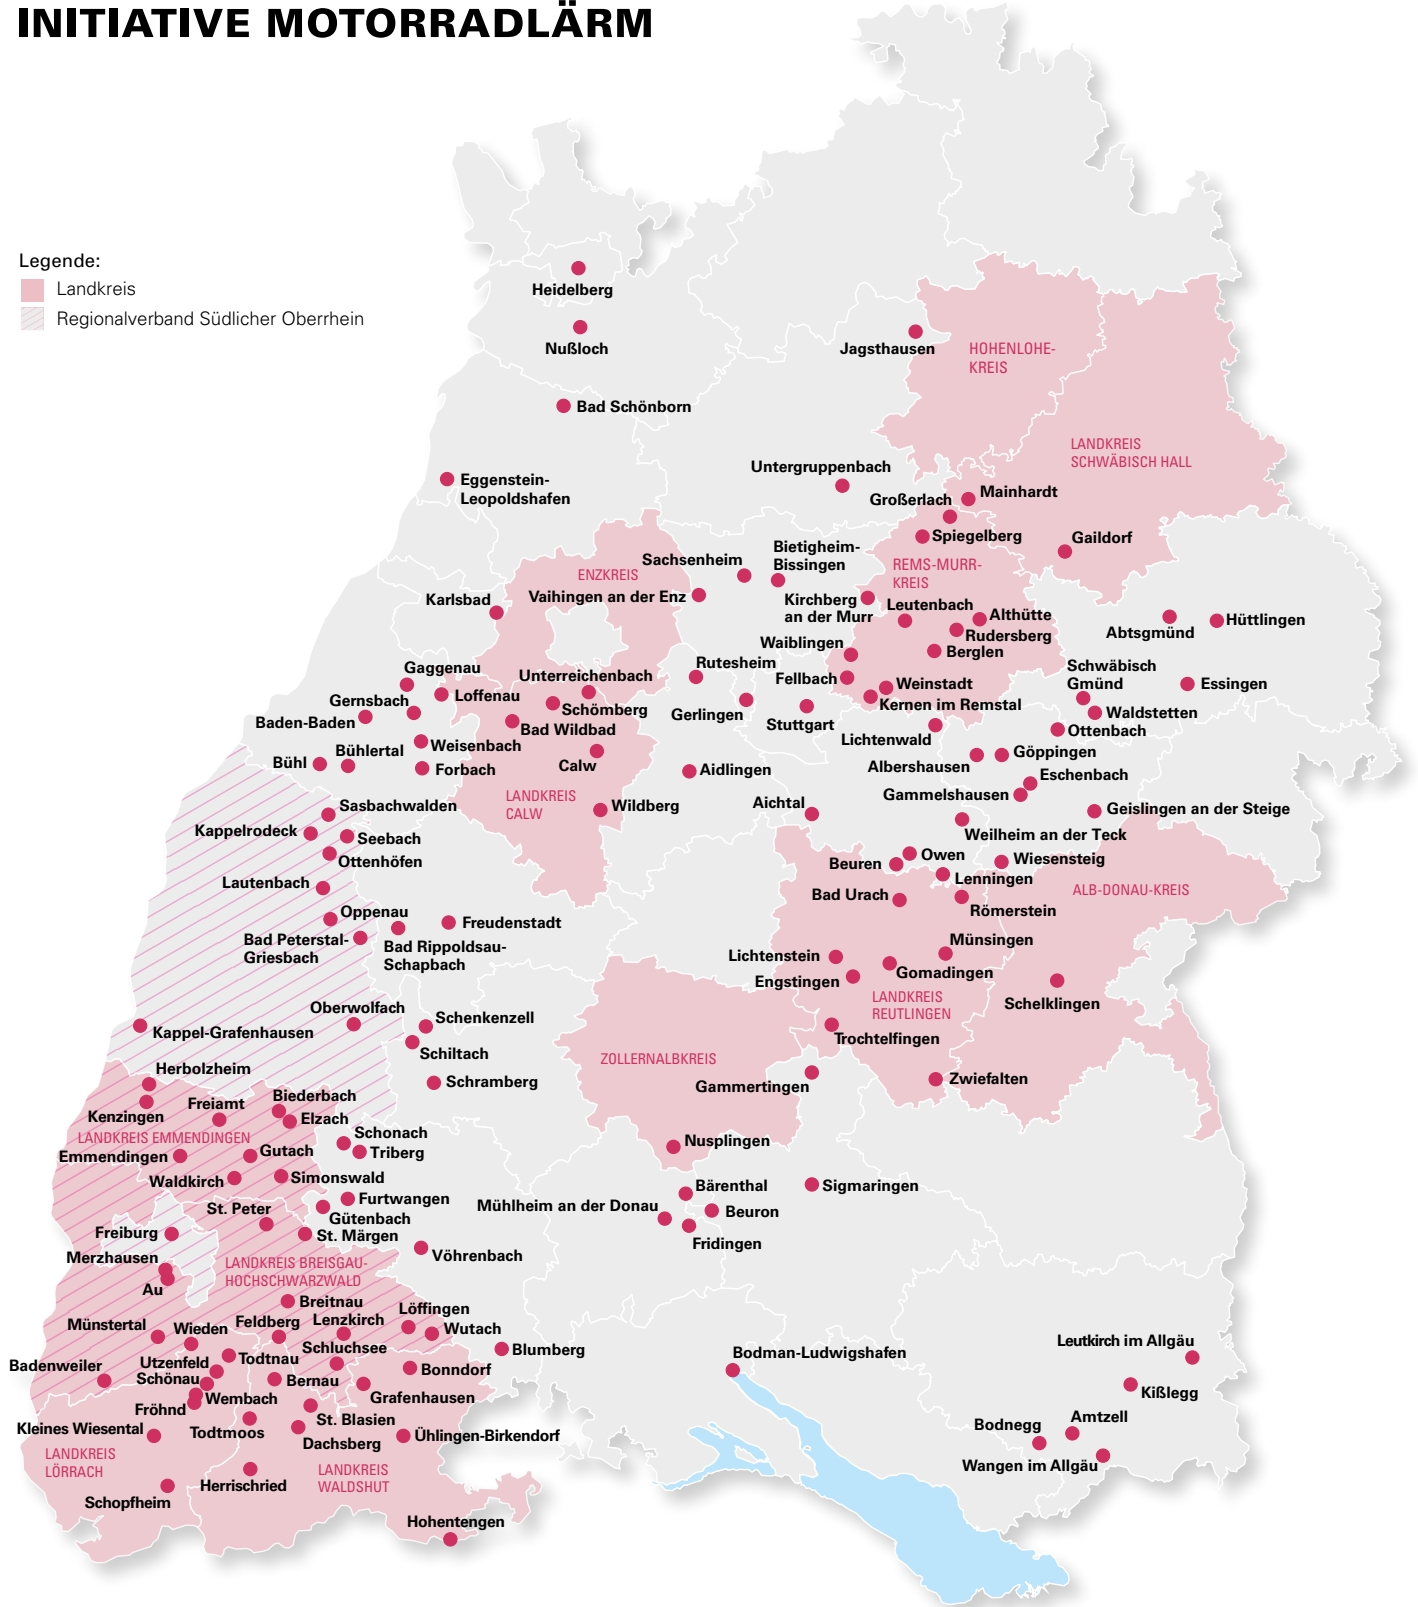 INITIATIVE MOTORRADLÄRM
Legende:
Landkreis
Regionalverband Südlicher Oberrhein
Heidelberg
Nußloch
Jagsthausen
HOHENLOHE-
KREIS
Bad Schönborn
LANDKREIS
SCHWÄBISCH HALL
Untergruppenbach
Eggenstein-
Leopoldshafen
Großerlach
Mainhardt
Spiegelberg
Gaildorf
Bietigheim-
Bissingen
Sachsenheim
ENZKREIS
REMS-MURR-
KREIS
Vaihingen an der Enz
Karlsbad
Kirchberg
an der Murr
Leutenbach
Althütte
Rudersberg
Berglen
Abtsgmünd
Hüttlingen
Waiblingen
Rutesheim
Gaggenau
Unterreichenbach
Fellbach
Schwäbisch
Gmünd
Essingen
Weinstadt
Loffenau
Gernsbach
Schömberg
Kernen im Remstal
Waldstetten
Gerlingen
Stuttgart
Baden-Baden
Bad Wildbad
Ottenbach
Lichtenwald
Weisenbach
Bühlertal
Bühl
Forbach
Calw
Aidlingen
Albershausen
Göppingen
Eschenbach
Gammelshausen
LANDKREIS
CALW
Wildberg
Aichtal
Geislingen an der Steige
Sasbachwalden
Kappelrodeck
Seebach
Weilheim an der Teck
Ottenhöfen
Owen
Wiesensteig
Beuren
Lenningen
Lautenbach
Bad Urach
ALB-DONAU-KREIS
Römerstein
Oppenau
Freudenstadt
Bad Peterstal-
Griesbach
Bad Rippoldsau-
Schapbach
Münsingen
Lichtenstein
Gomadingen
Engstingen
LANDKREIS
REUTLINGEN
Schelklingen
Oberwolfach
Schenkenzell
Kappel-Grafenhausen
Trochtelfingen
Schiltach
ZOLLERNALBKREIS
Herbolzheim
Schramberg
Gammertingen
Zwiefalten
Kenzingen
Freiamt
Biederbach
Elzach
LANDKREIS EMMENDINGEN
Schonach
Triberg
Nusplingen
Emmendingen
Gutach
Waldkirch
Simonswald
Bärenthal
Sigmaringen
Furtwangen
Gütenbach
St. Peter
Mühlheim an der Donau
Beuron
Freiburg
St. Märgen
Fridingen
Merzhausen
Au
LANDKREIS BREISGAU-
HOCHSCHWARZWALD
Vöhrenbach
Breitnau
Löffingen
Münstertal
Wieden
Feldberg
Lenzkirch
Wutach
Schluchsee
Blumberg
Bodman-Ludwigshafen
Leutkirch im Allgäu
Badenweiler
Utzenfeld
Todtnau
Schönau
Bernau
Bonndorf
Grafenhausen
Kißlegg
Wembach
Fröhnd
St. Blasien
Kleines Wiesental
Todtmoos
Dachsberg
Ühlingen-Birkendorf
Bodnegg
Amtzell
LANDKREIS
LÖRRACH
Wangen im Allgäu
Herrischried
LANDKREIS
WALDSHUT
Schopfheim
Hohentengen